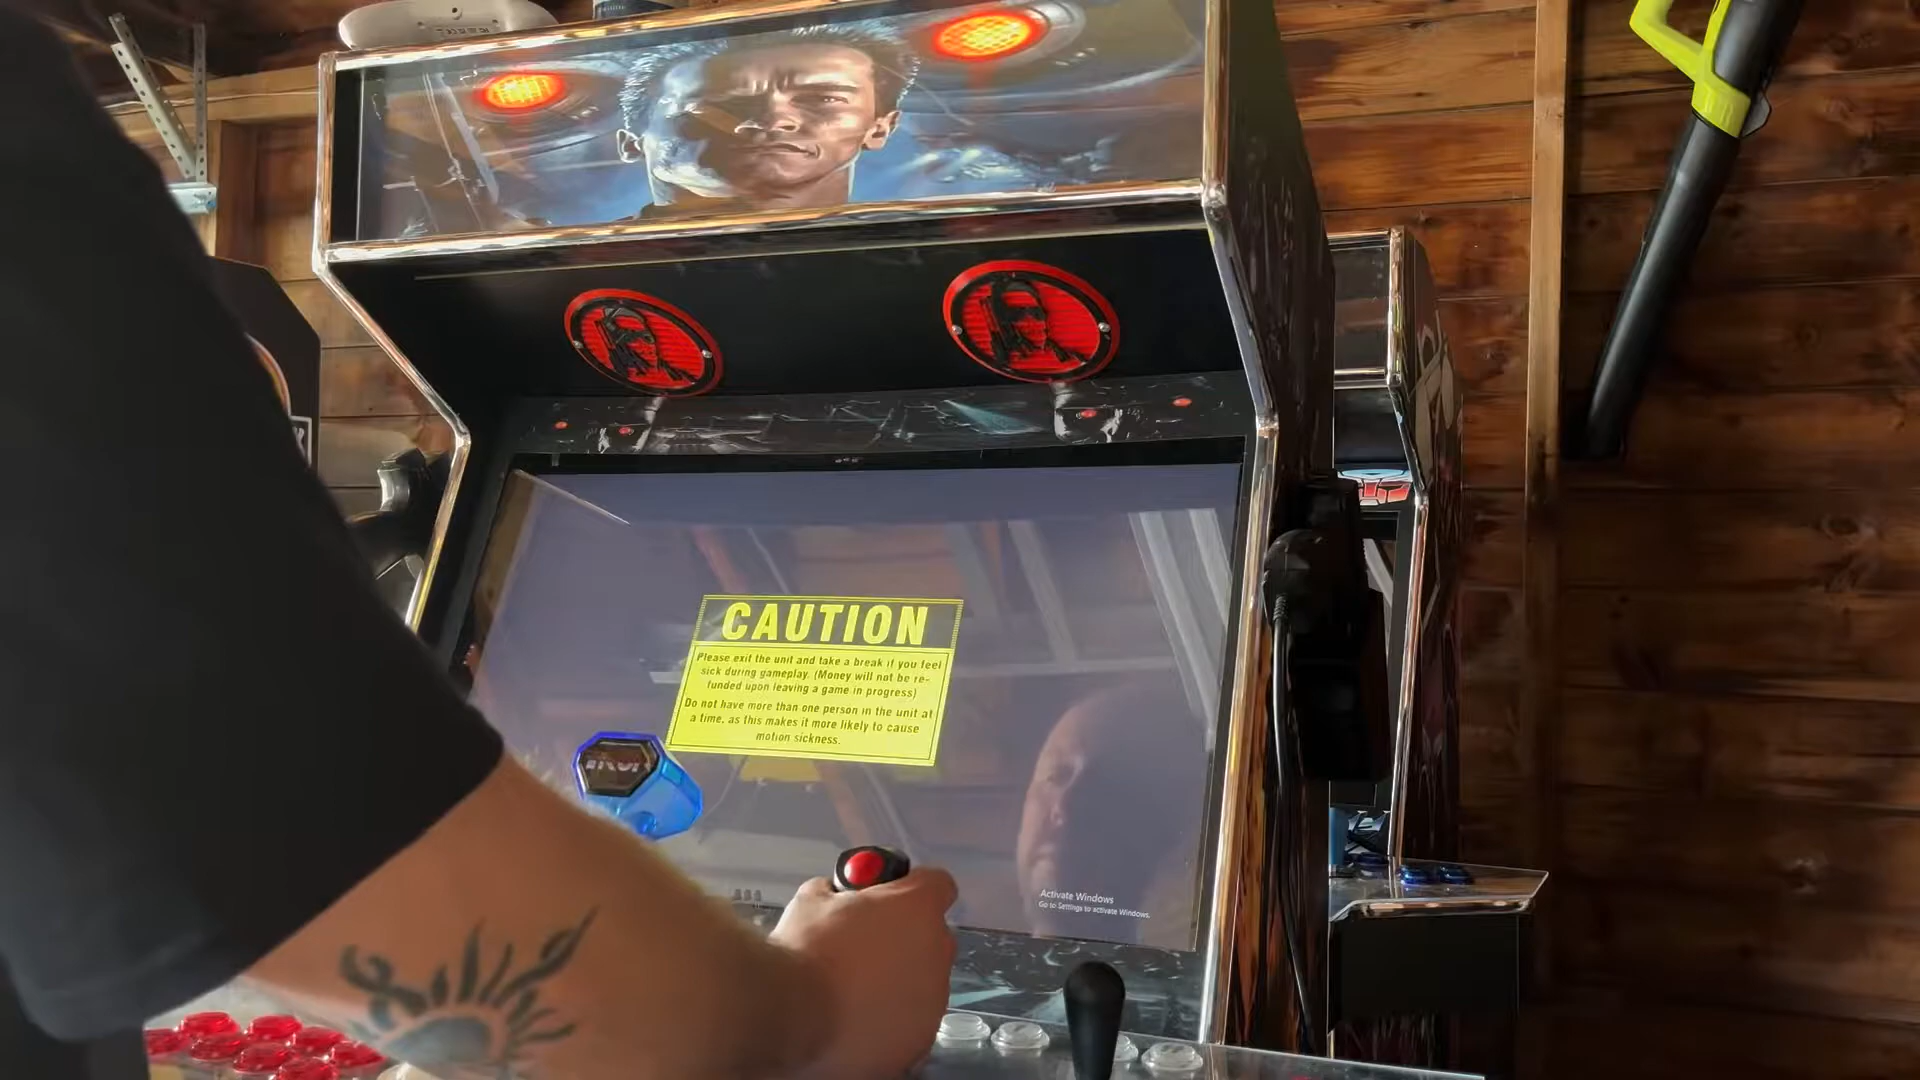 CAUTION
Please exit the unit and take a break if you feel
sick during gameplay. (Money will not be re-
funded upon leaving a game in progress)
Do not have more than one person in the unit at
a time, as this makes it more likely to cause
motion sickness.
Activate Windows
Go to Settings to activate Windows.